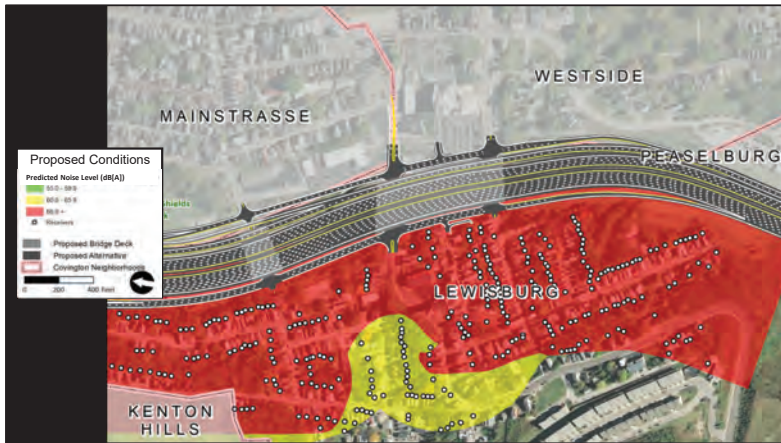 WESTSIDE
MAINSTRASSE
PEASELBURG
Proposed Conditions
Predicted Noise Level (dB[A])
Receivers
Proposed Bridge Deck
Proposed Alternative
Covington Neighborhoods
0 200 400 Feet
LEWISBURG
KENTON
HILLS